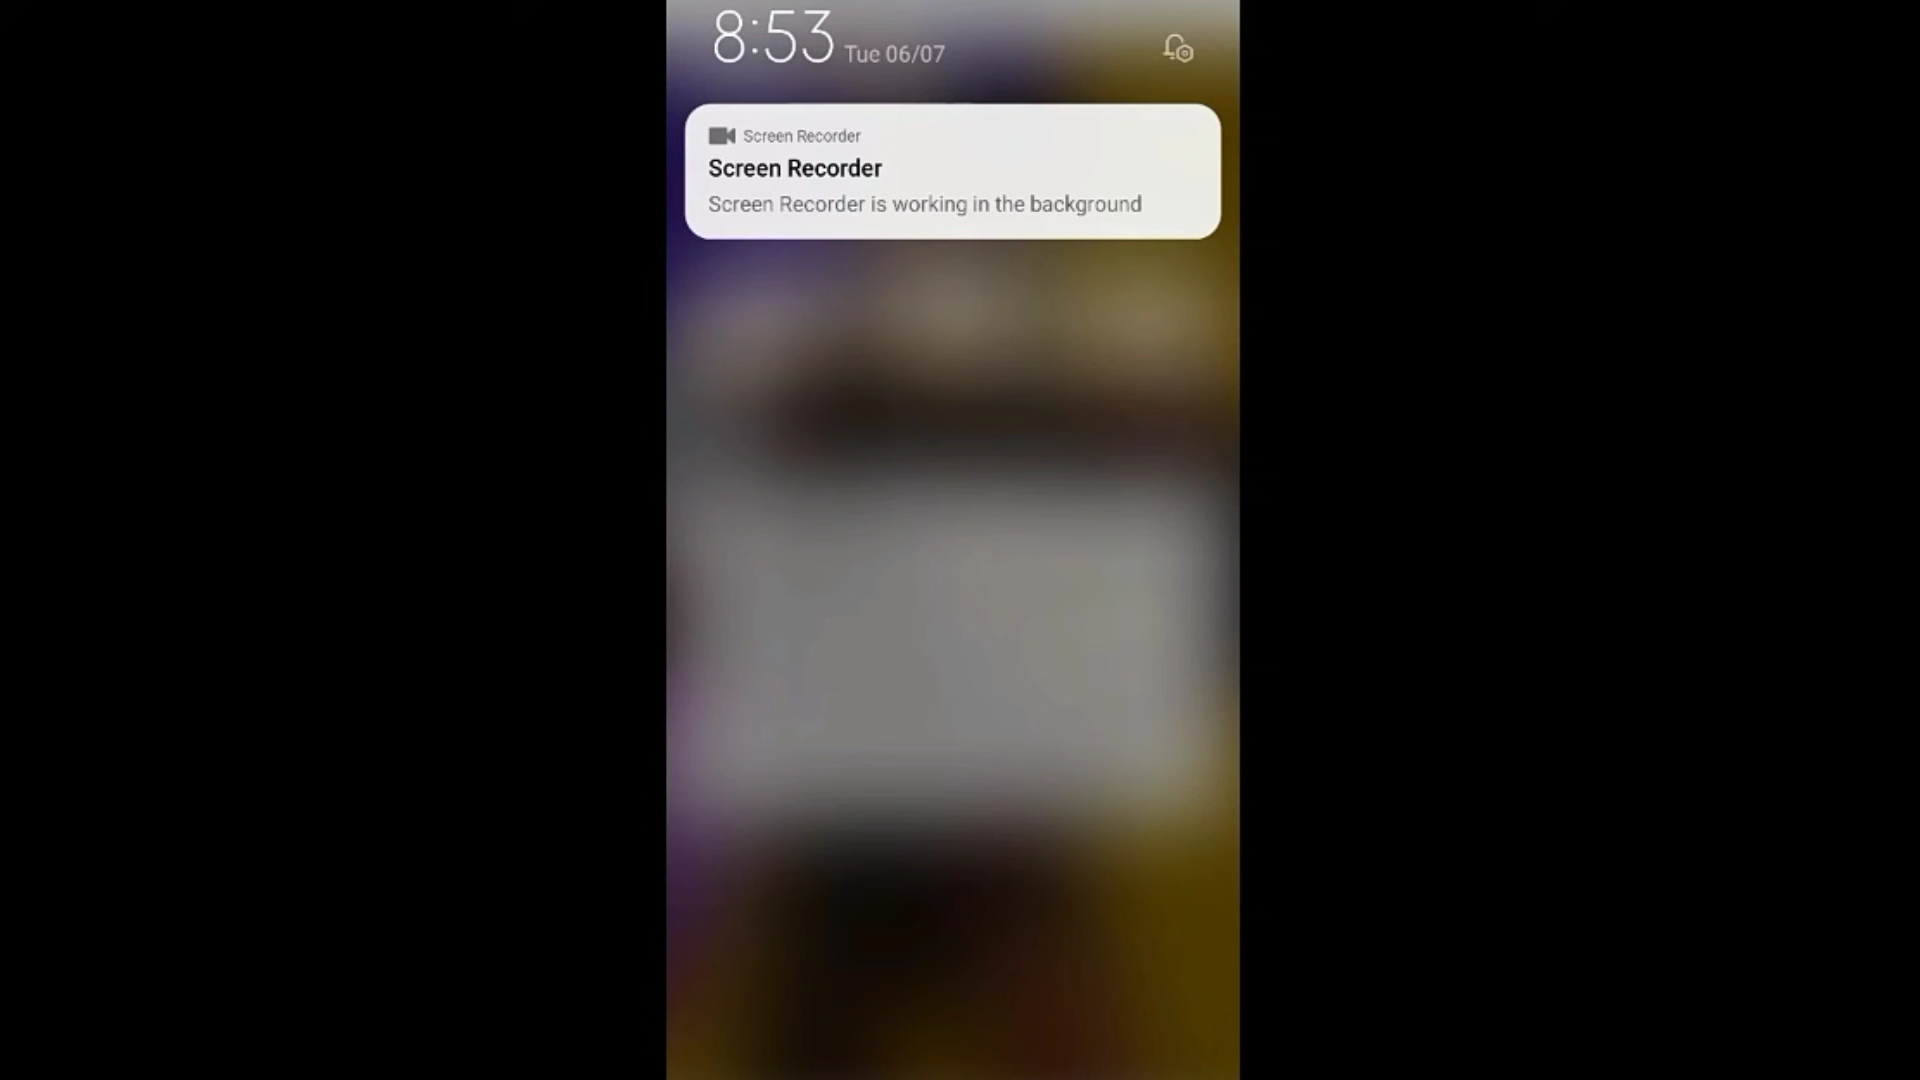 8:53 Tue 06/07
Screen Recorder
Screen Recorder
Screen Recorder is working in the background